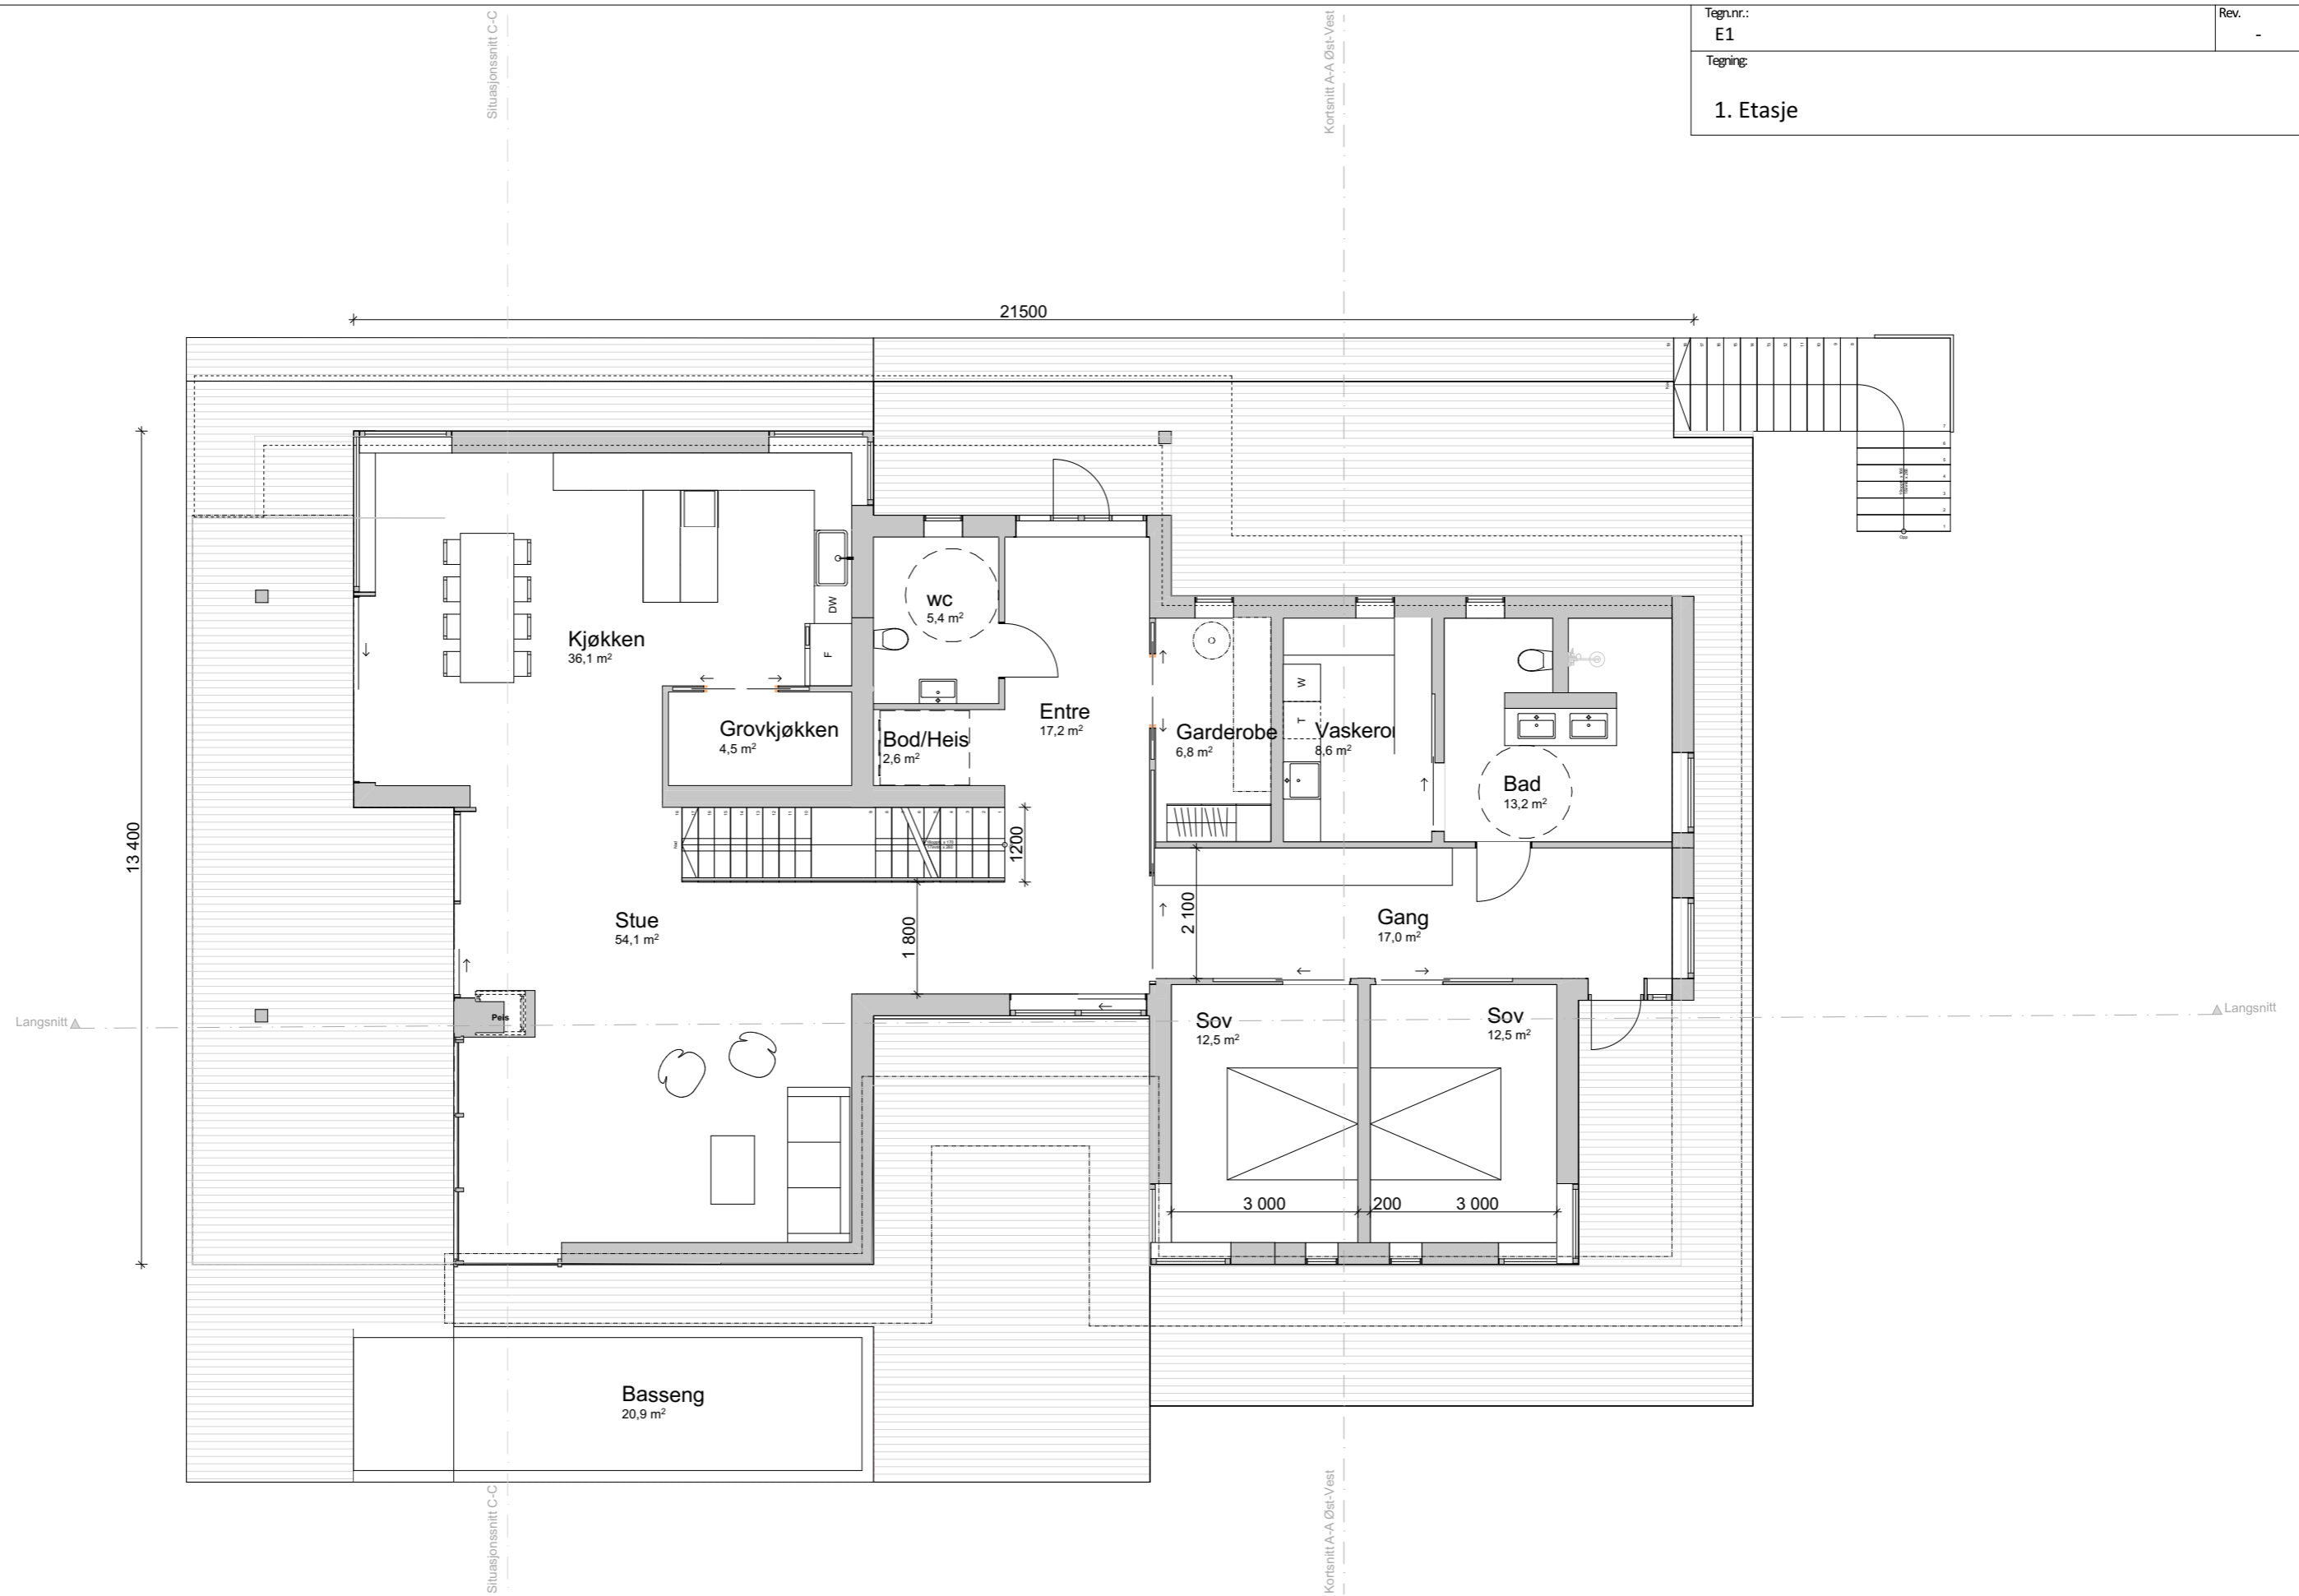 Tegn.nr.:
E1
Rev.
-
Tegning:
1. Etasje
Situasjonssnitt C-C
Kortsnitt A-A Øst-Vest
21500
13 400
Kjøkken
36,1 m²
DW
F
wc
5,4 m²
Grovkjøkken
4,5 m²
Bod/Heis
2,6 m²
Entre
17,2 m²
Garderobe
6,8 m²
W
T
Vaskero
8,6 m²
Bad
13,2 m²
1200
Stue
54,1 m²
1 800
2 100
Gang
17,0 m²
Peis
Langsnitt
Langsnitt
Sov
12,5 m²
Sov
12,5 m²
3 000
200
3 000
Basseng
20,9 m²
Situasjonssnitt C-C
Kortsnitt A-A Øst-Vest